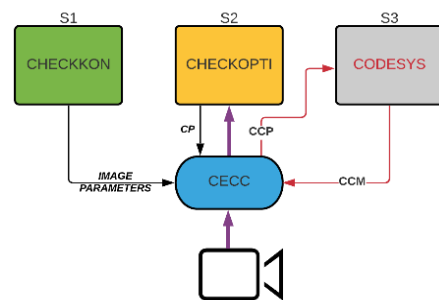 S1
S2
S3
CHECKKON
CHECKOPTI
CODESYS
CP
CCP
IMAGE
PARAMETERS
CECC
CCM